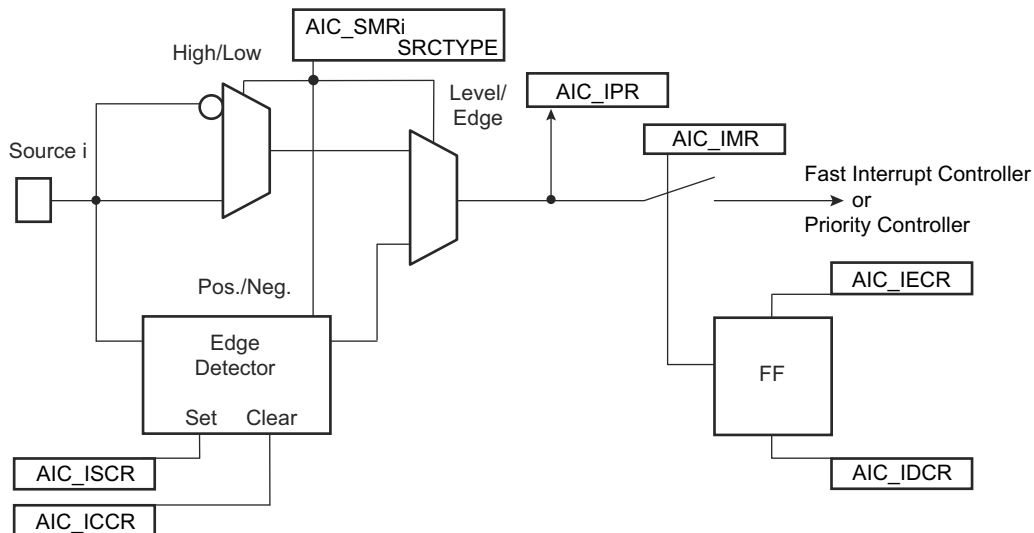 AIC_SMRi
SRCTYPE
High/Low
Level/
Edge
AIC_IPR
AIC_IMR
Source i
Fast Interrupt Controller
or
Priority Controller
Pos./Neg.
AIC_IECR
Edge
Detector
FF
Set Clear
AIC_ISCR
AIC_IDCR
AIC_ICCR